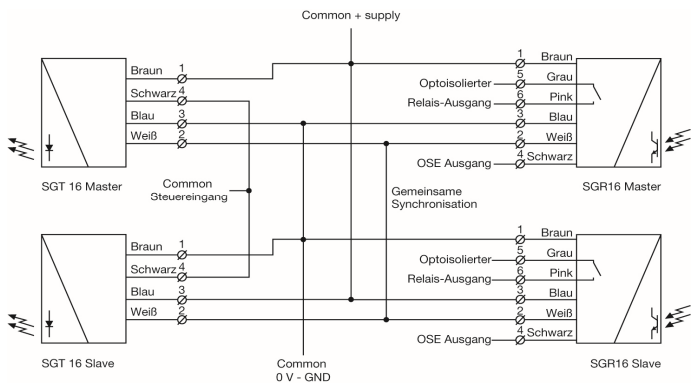 Common + supply
Braun 1
Schwarz 4
Blau 3
Weiß 2
SGT 16 Master
1 Braun
Optoisolierter 5 Grau
Relais-Ausgang 6 Pink
3 Blau
2 Weiß
OSE Ausgang 4 Schwarz
SGR16 Master
Common
Steuereingang
Gemeinsame
Synchronisation
Braun 1
Schwarz 4
Blau 3
Weiß 2
SGT 16 Slave
1 Braun
Optoisolierter 5 Grau
Relais-Ausgang 6 Pink
3 Blau
2 Weiß
OSE Ausgang 4 Schwarz
SGR16 Slave
Common
0 V - GND